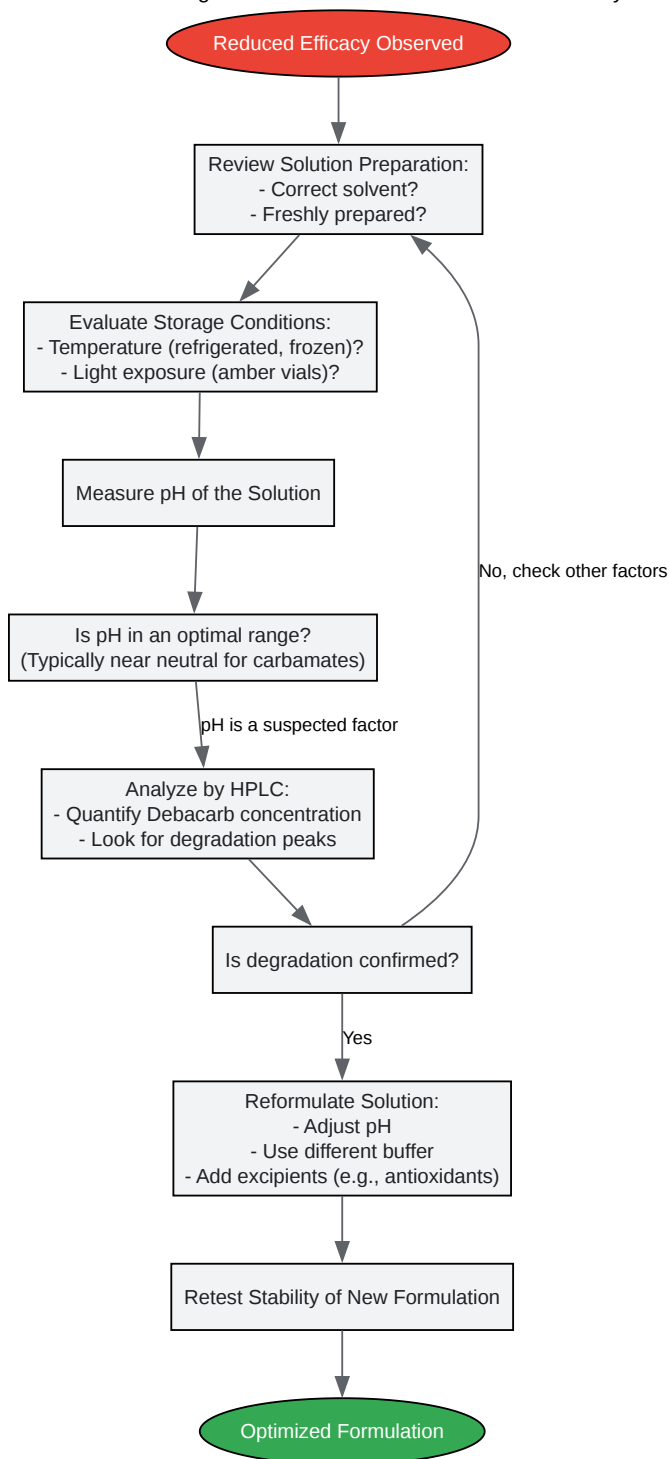 Reduced Efficacy Observed
Review Solution Preparation:
- Correct solvent?
- Freshly prepared?
Evaluate Storage Conditions:
- Temperature (refrigerated, frozen)?
- Light exposure (amber vials)?
Measure pH of the Solution
No, check other factors
Is pH in an optimal range?
(Typically near neutral for carbamates)
pH is a suspected factor
Analyze by HPLC:
- Quantify Debacarb concentration
- Look for degradation peaks
Is degradation confirmed?
Yes
Reformulate Solution:
- Adjust pH
- Use different buffer
- Add excipients (e.g., antioxidants)
Retest Stability of New Formulation
Optimized Formulation